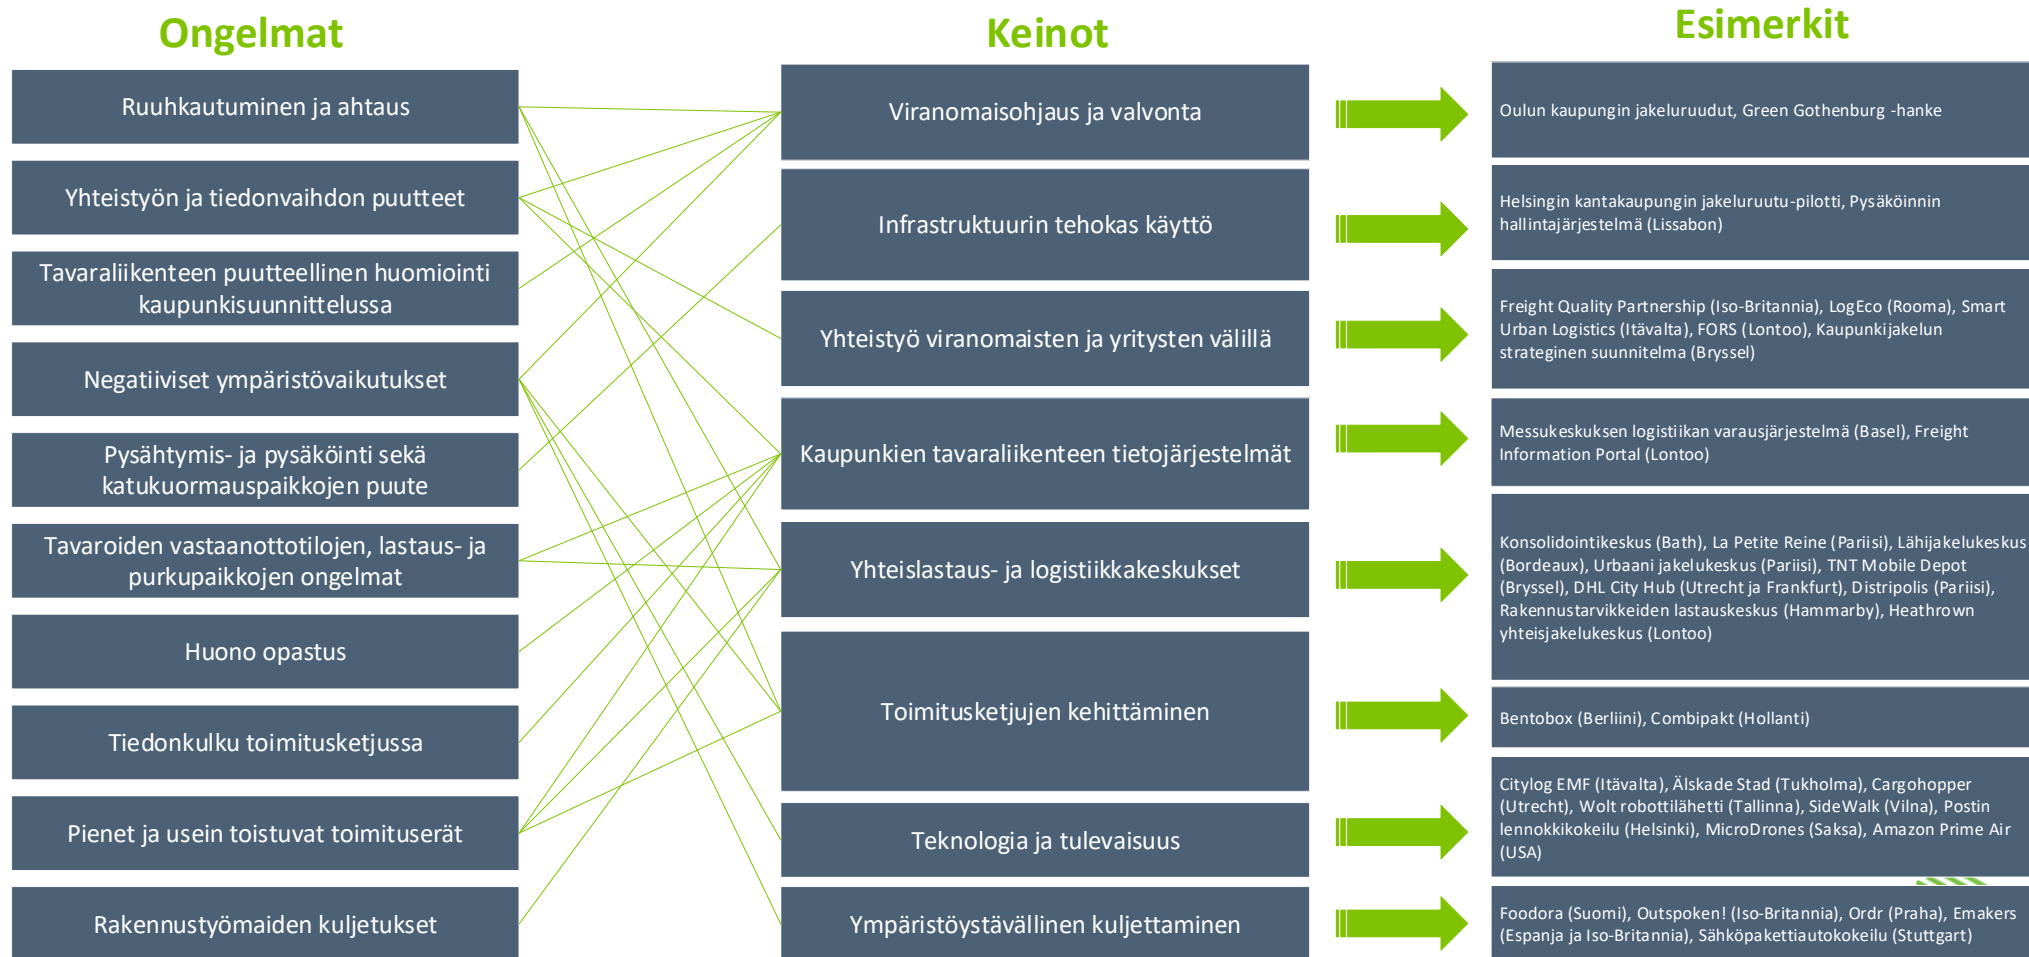 Ongelmat
Ruuhkautuminen ja ahtaus
Yhteistyön ja tiedonvaihdon puutteet
Tavaraliikenteen puutteellinen huomiointi
kaupunkisuunnittelussa
Negatiiviset ympäristövaikutukset
Pysähtymis- ja pysäköinti sekä
katukuormauspaikkojen puute
Tavaroiden vastaanottotilojen, lastaus- ja
purkupaikkojen ongelmat
Huono opastus
Tiedonkulku toimitusketjussa
Pienet ja usein toistuvat toimituserät
Rakennustyömaiden kuljetukset
Keinot
Viranomaisohjaus ja valvonta
Infrastruktuurin tehokas käyttö
Yhteistyö viranomaisten ja yritysten välillä
Kaupunkien tavaraliikenteen tietojärjestelmät
Yhteislastaus- ja logistiikkakeskukset
Toimitusketjujen kehittäminen
Teknologia ja tulevaisuus
Ympäristöystävällinen kuljettaminen
Esimerkit
Oulun kaupungin jakeluruudut, Green Gothenburg -hanke
Helsingin kantakaupungin jakeluruutu-pilotti, Pysäköinnin
hallintajärjestelmä (Lissabon)
Freight Quality Partnership (Iso-Britannia), LogEco (Rooma), Smart
Urban Logistics (Itävalta), FORS (Lontoo), Kaupunkijakelun
strateginen suunnitelma (Bryssel)
Messukeskuksen logistiikan varausjärjestelmä (Basel), Freight
Information Portal (Lontoo)
Konsolidointikeskus (Bath), La Petite Reine (Pariisi), Lähijakelukeskus
(Bordeaux), Urbaani jakelukeskus (Pariisi), TNT Mobile Depot
(Bryssel), DHL City Hub (Utrecht ja Frankfurt), Distripolis (Pariisi),
Rakennustarvikkeiden lastauskeskus (Hammarby), Heathrown
yhteisjakelukeskus (Lontoo)
Bentobox (Berliini), Combipakt (Hollanti)
Citylog EMF (Itävalta), Älskade Stad (Tukholma), Cargohopper
(Utrecht), Wolt robottilähetti (Tallinna), SideWalk (Vilna), Postin
lennokkikokeilu (Helsinki), MicroDrones (Saksa), Amazon Prime Air
(USA)
Foodora (Suomi), Outspoken! (Iso-Britannia), Ordr (Praha), Emakers
(Espanja ja Iso-Britannia), Sähköpakettiautokokeilu (Stuttgart)